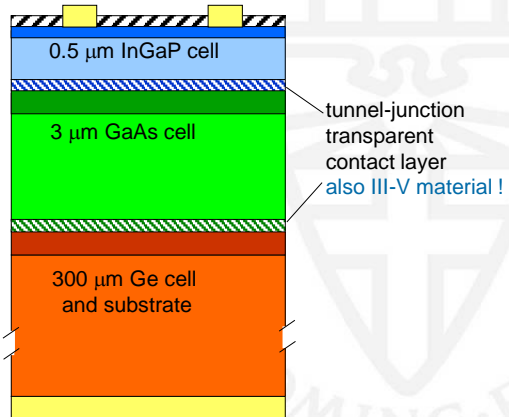 0.5 μm InGaP cell
tunnel-junction
transparent
contact layer
also III-V material !
3 μm GaAs cell
300 μm Ge cell
and substrate